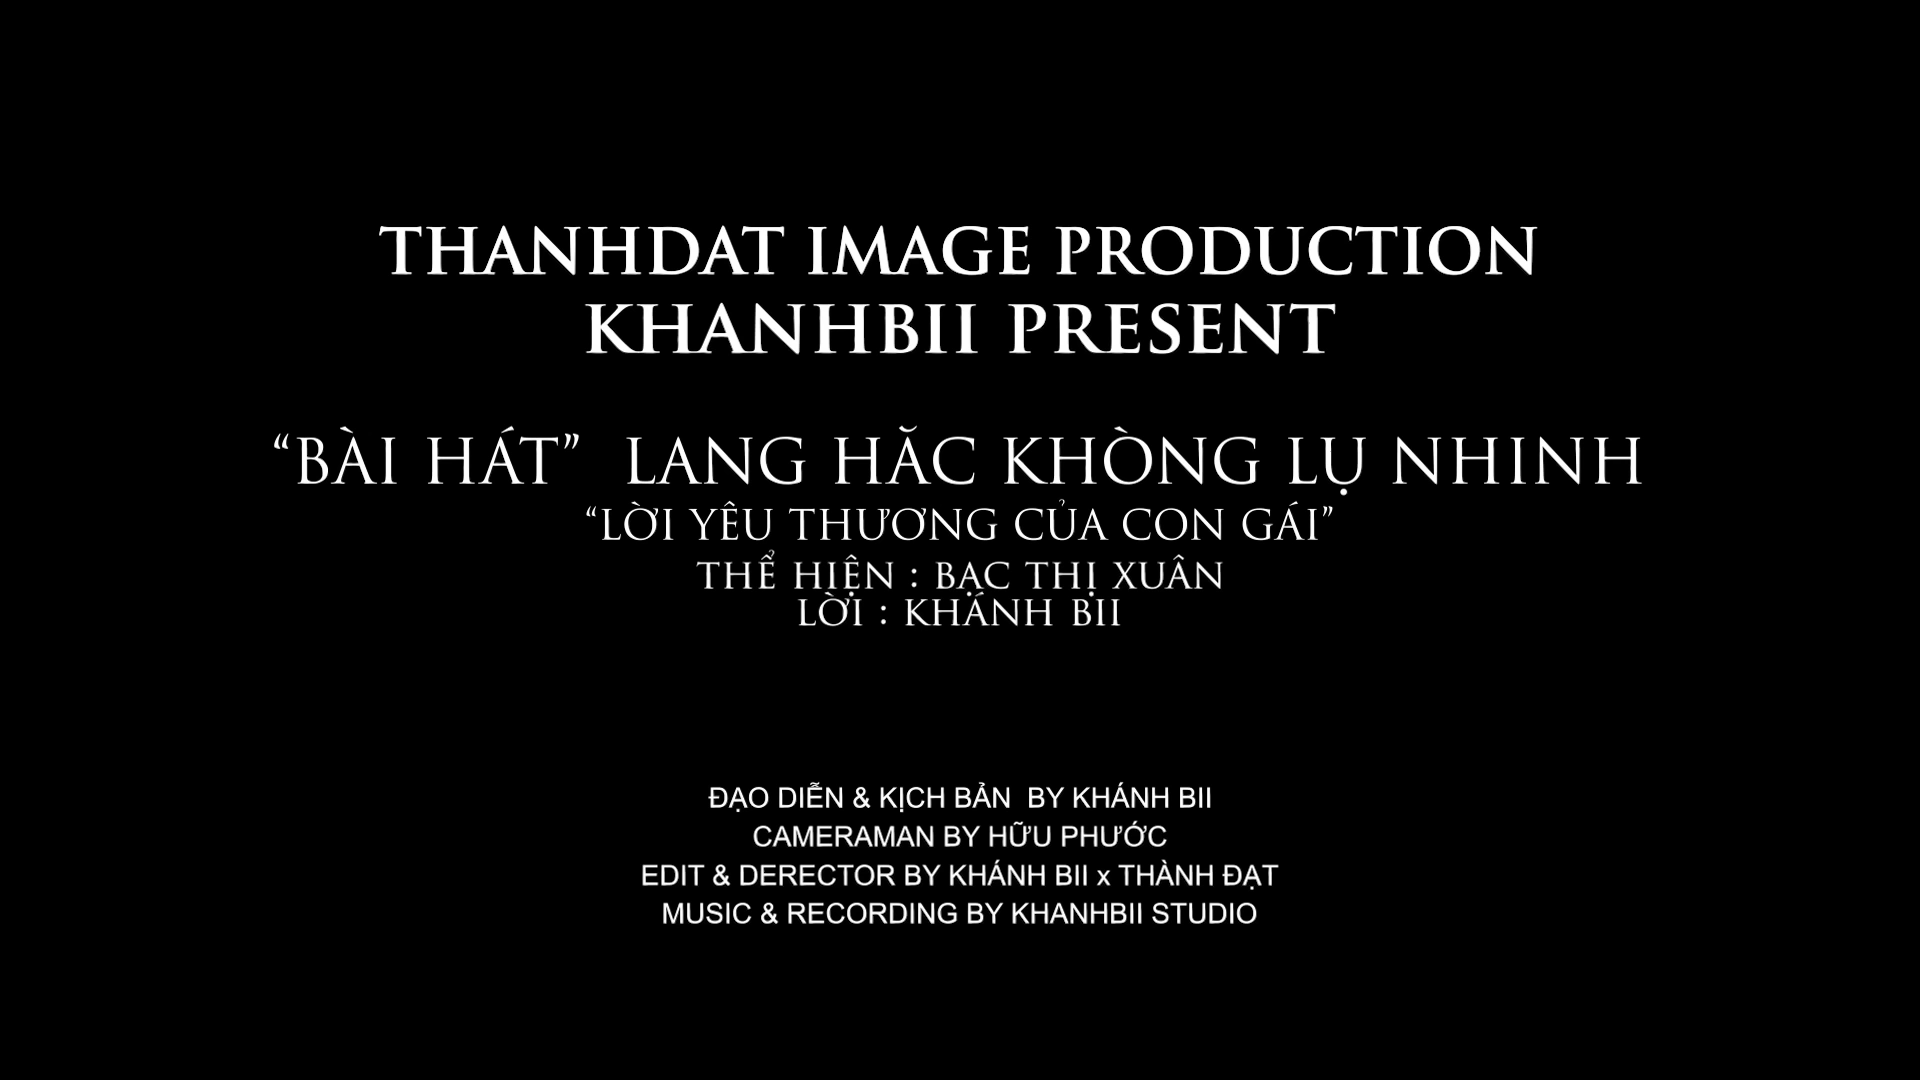 THANHDAT IMAGE PRODUCTION
KHANHBII PRESENT
“BÀI HÁT” LANG HĂC KHÒNG LỤ NHINH
“LỜI YÊU THƯƠNG CỦA CON GÁI”
THỂ HIỆN : BẠC THỊ XUÂN
LỜI : KHÁNH BII
ĐẠO DIỄN & KỊCH BẢN BY KHÁNH BII
CAMERAMAN BY HỮU PHƯỚC
EDIT & DERECTOR BY KHÁNH BII x THÀNH ĐẠT
MUSIC & RECORDING BY KHANHBII STUDIO